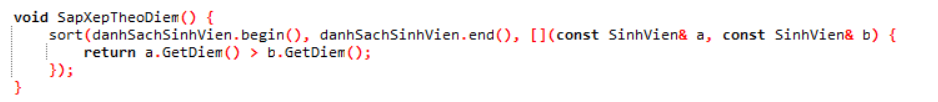 void SapXepTheoDiem() {
sort(danhSachSinhVien.begin(), danhSachSinhVien.end(), [](const SinhVien& a, const SinhVien& b) {
return a.GetDiem() > b.GetDiem();
});
}